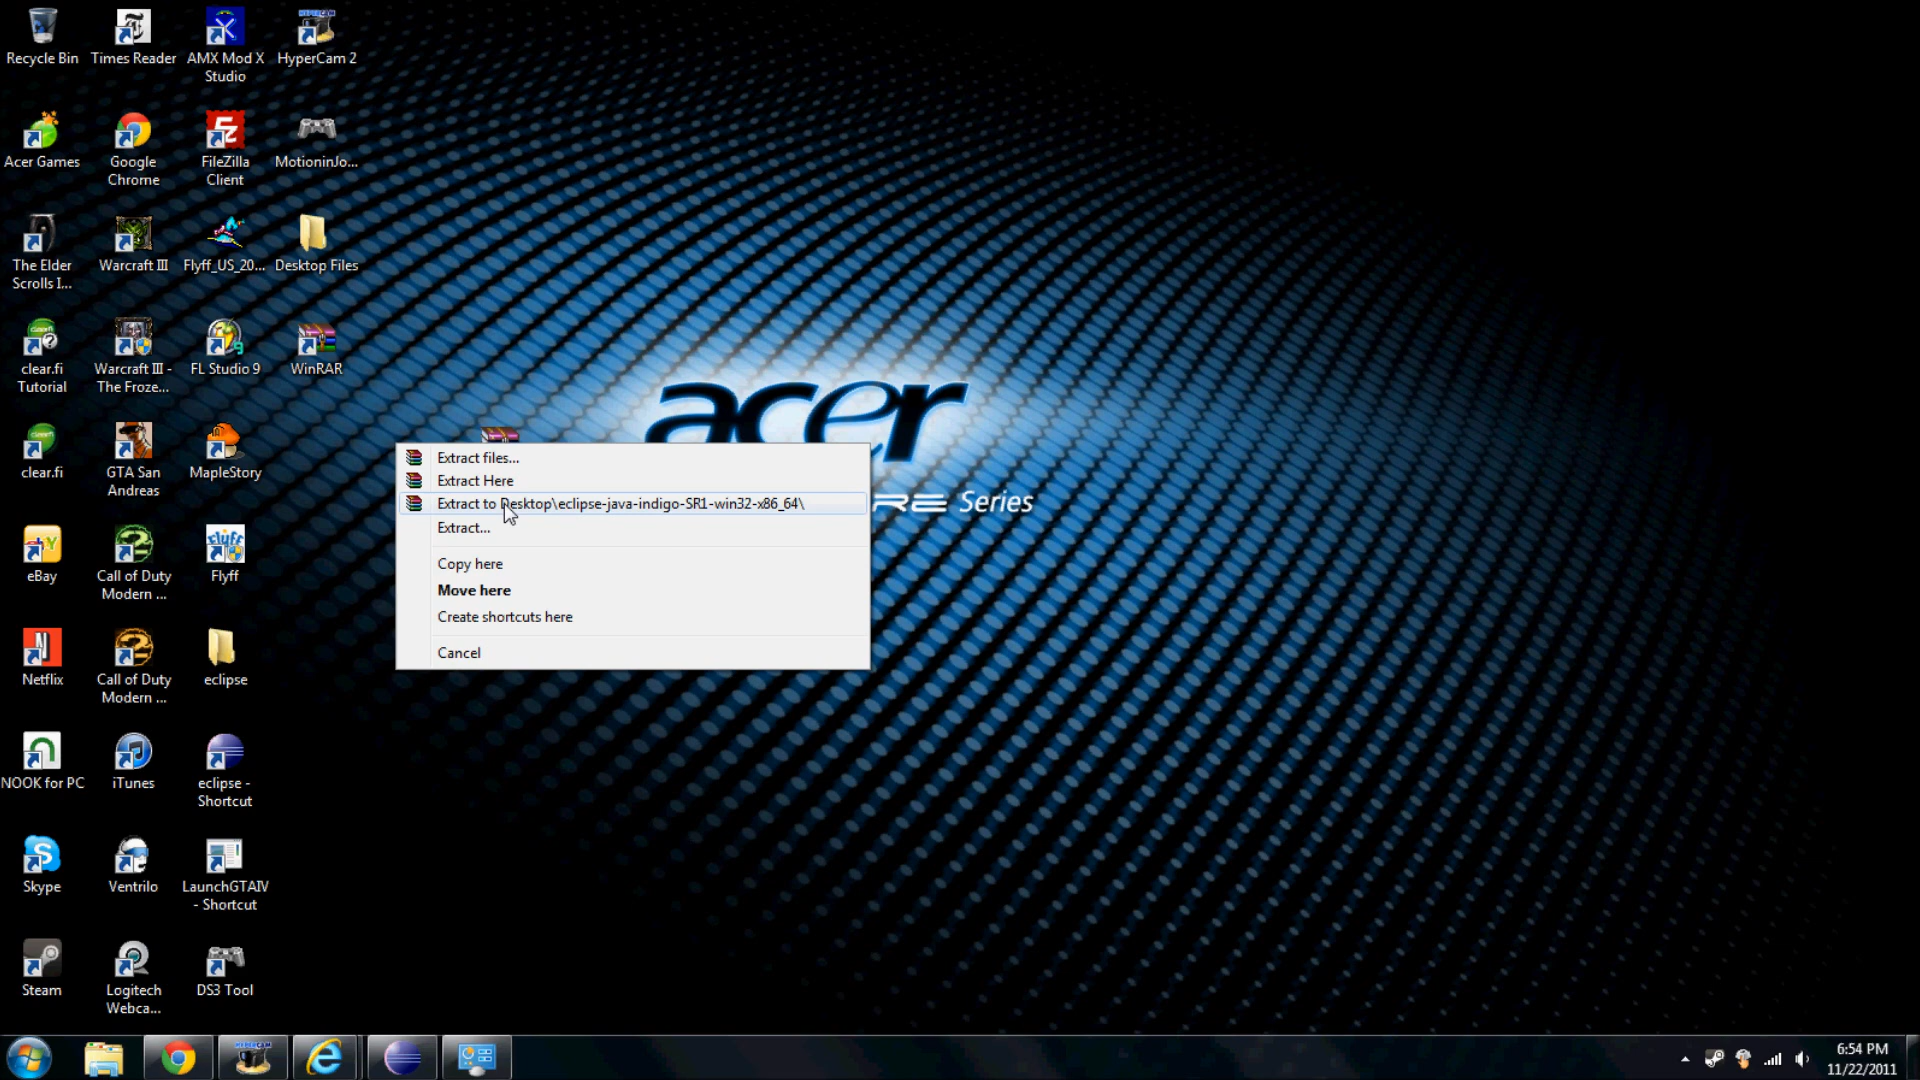 Recycle Bin
Times Reader
AMX Mod X
Studio
HyperCam 2
Acer Games
Google
Chrome
FileZilla
Client
MotioninJo...
The Elder
Scrolls I...
Warcraft III
Flyff_US_20...
Desktop Files
clear.fi
Tutorial
Warcraft III -
The Froze...
FL Studio 9
WinRAR
clear.fi
GTA San
Andreas
MapleStory
eBay
Call of Duty
Modern ...
Flyff
Netflix
Call of Duty
Modern ...
eclipse
NOOK for PC
iTunes
eclipse -
Shortcut
Skype
Ventrilo
LaunchGTAIV
- Shortcut
Steam
Logitech
Webca...
DS3 Tool
acer
Series
Extract files...
Extract Here
Extract to Desktop\eclipse-java-indigo-SR1-win32-x86_64\
Extract...
Copy here
Move here
Create shortcuts here
Cancel
6:54 PM
11/22/2011